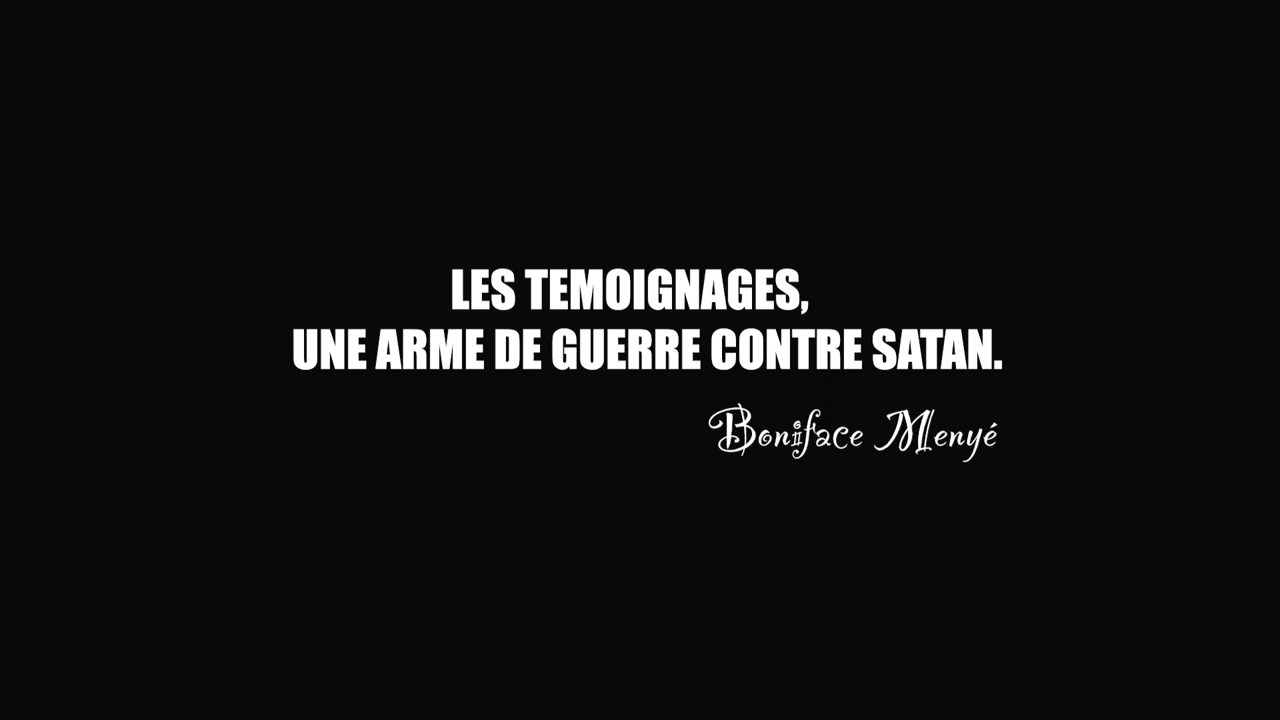 LES TEMOIGNAGES,
UNE ARME DE GUERRE CONTRE SATAN.
Boniface Menyé